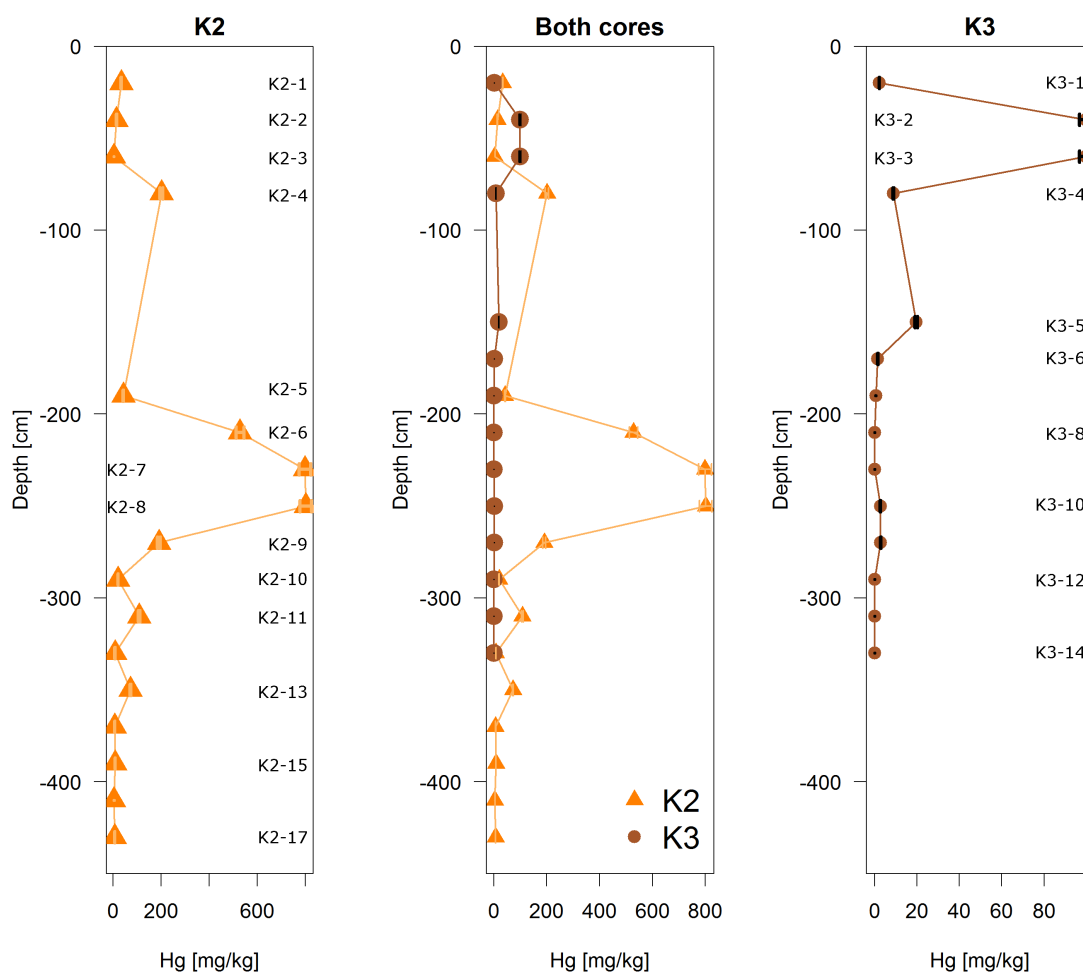 K2
Both cores
K3
0
-100
-200
-300
-400
Depth [cm]
K2-1
K2-2
K2-3
K2-4
K2-5
K2-6
K2-7
K2-8
K2-9
K2-10
K2-11
K2-13
K2-15
K2-17
0 200 600
Hg [mg/kg]
0
-100
-200
-300
-400
Depth [cm]
K2
K3
0 200 400 600 800
Hg [mg/kg]
0
-100
-200
-300
-400
Depth [cm]
K3-1
K3-2
K3-3
K3-4
K3-5
K3-6
K3-8
K3-10
K3-12
K3-14
0 20 40 60 80
Hg [mg/kg]